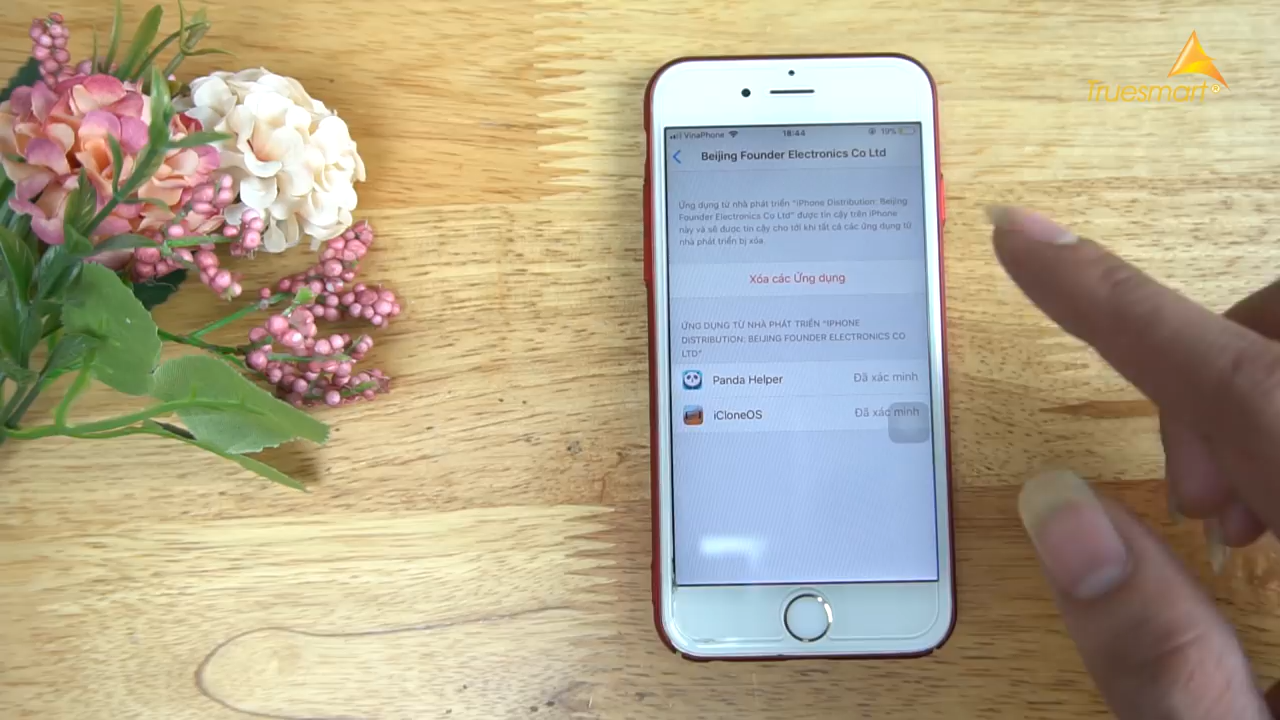 Truesmart®
VinaPhone 18:44 19%
Beijing Founder Electronics Co Ltd
Ứng dụng từ nhà phát triển "iPhone Distribution: Beijing
Founder Electronics Co Ltd" được tin cậy trên iPhone
này và sẽ được tin cậy cho tới khi tất cả các ứng dụng từ
nhà phát triển bị xóa.
Xóa các Ứng dụng
ỨNG DỤNG TỪ NHÀ PHÁT TRIỂN "IPHONE
DISTRIBUTION: BEIJING FOUNDER ELECTRONICS CO
LTD"
Panda Helper Đã xác minh
iCloneOS Đã xác minh